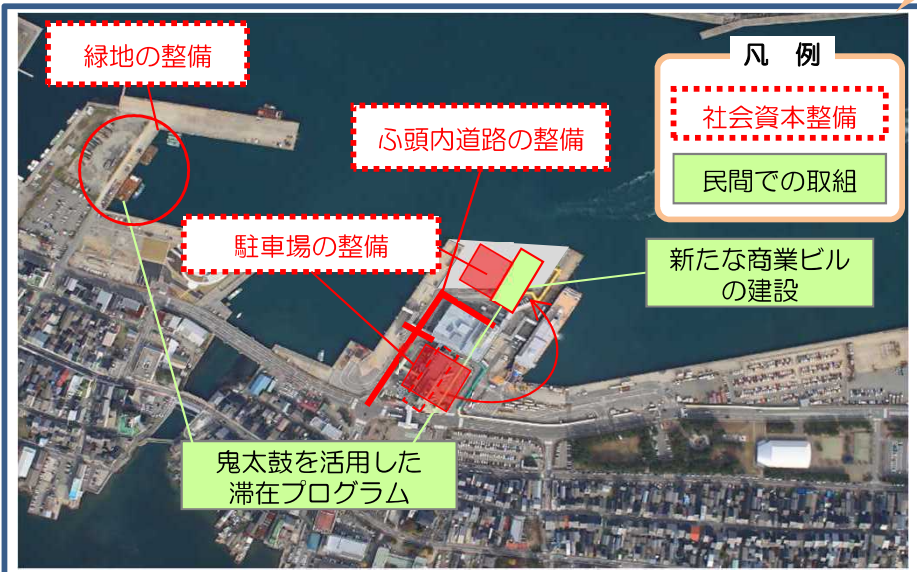 緑地の整備
凡 例
社会資本整備
民間での取組
ふ頭内道路の整備
駐車場の整備
新たな商業ビル
の建設
鬼太鼓を活用した
滞在プログラム